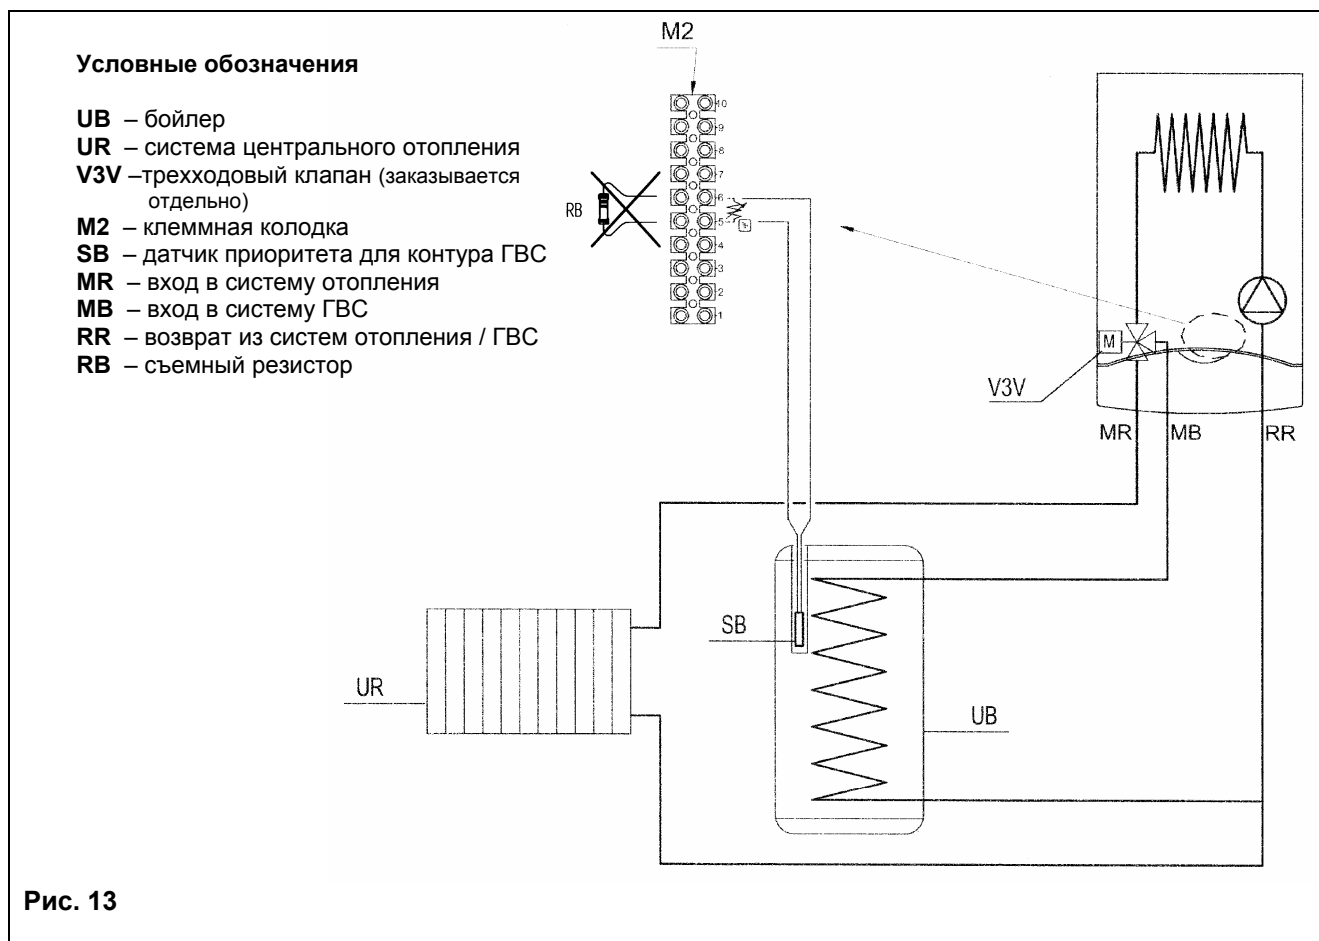 Условные обозначения
UB – бойлер
UR – система центрального отопления
V3V –трехходовый клапан (заказывается
отдельно)
M2 – клеммная колодка
SB – датчик приоритета для контура ГВС
MR – вход в систему отопления
MB – вход в систему ГВС
RR – возврат из систем отопления / ГВС
RB – съемный резистор
M2
10
9
8
7
6
5
4
3
2
1
RB
M
V3V
MR
MB
RR
SB
UR
UB
Рис. 13